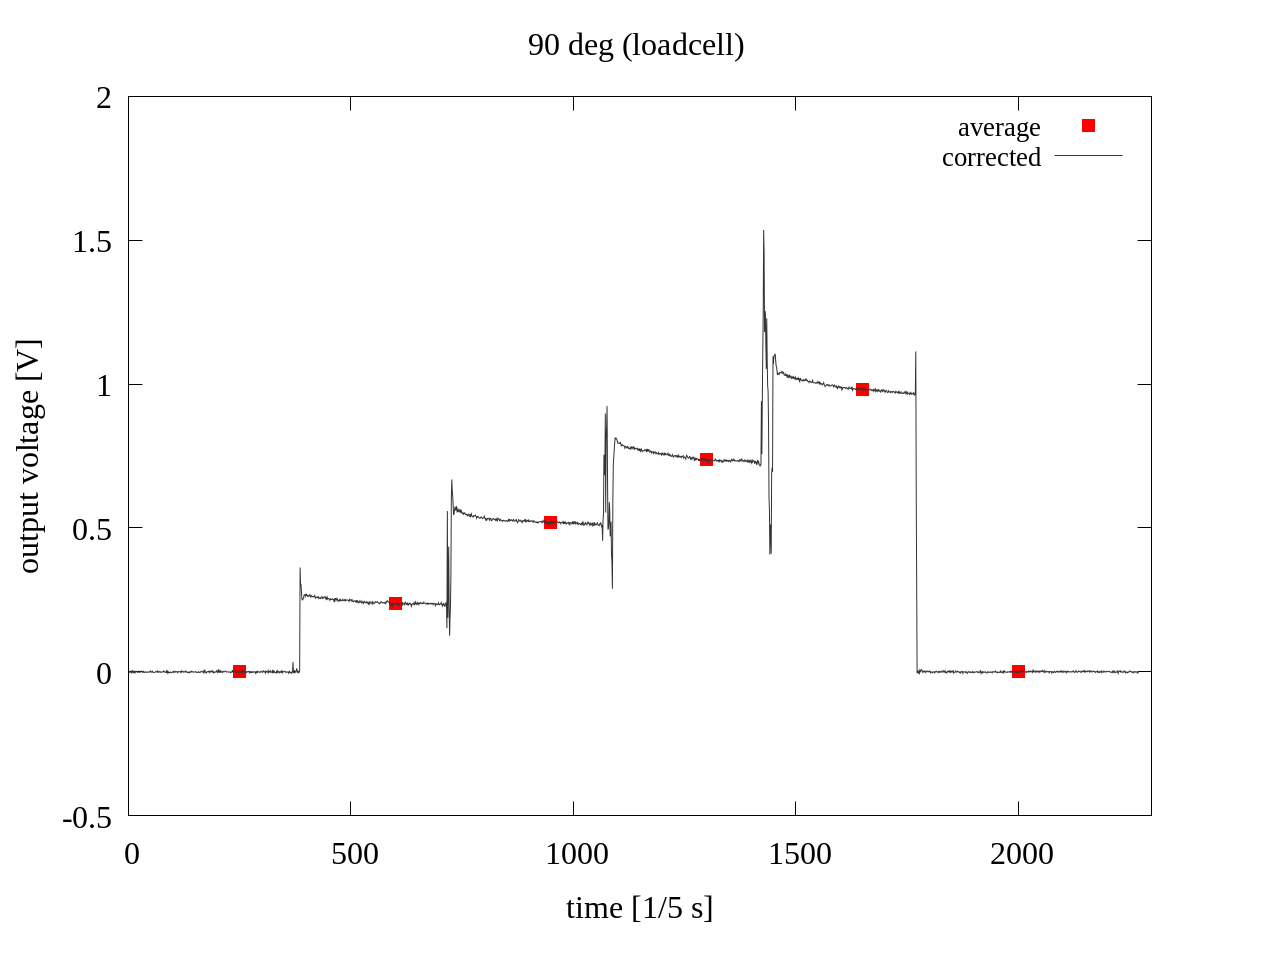 90 deg (loadcell)
average
corrected
2
1.5
1
0.5
0
-0.5
output voltage [V]
0 500 1000 1500 2000
time [1/5 s]